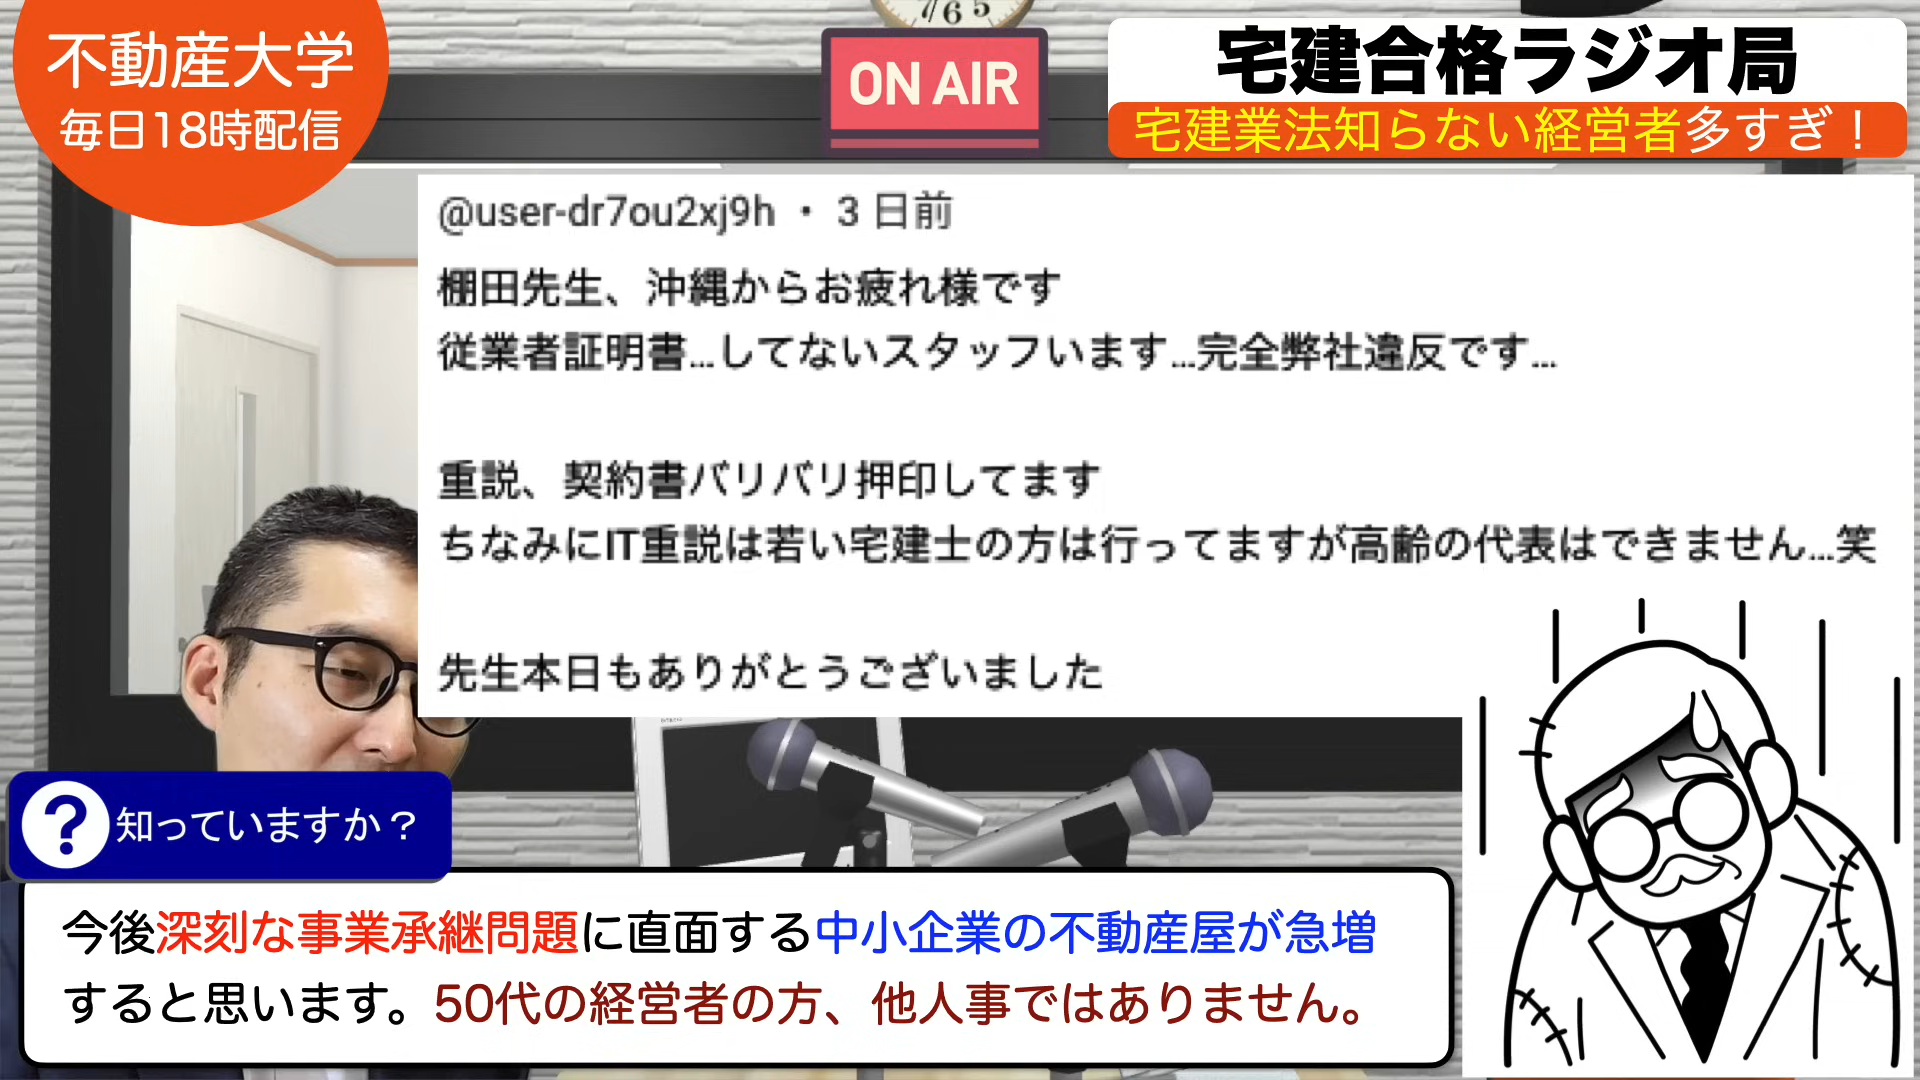 不動産大学
毎日18時配信
7 6 5
ON AIR
宅建合格ラジオ局
宅建業法知らない経営者多すぎ！
@user-dr7ou2xj9h ・ 3 日前
棚田先生、沖縄からお疲れ様です
従業者証明書...してないスタッフいます...完全弊社違反です...
重説、契約書バリバリ押印してます
ちなみにIT重説は若い宅建士の方は行ってますが高齢の代表はできません...笑
先生本日もありがとうございました
? 知っていますか？
今後深刻な事業承継問題に直面する中小企業の不動産屋が急増
すると思います。50代の経営者の方、他人事ではありません。